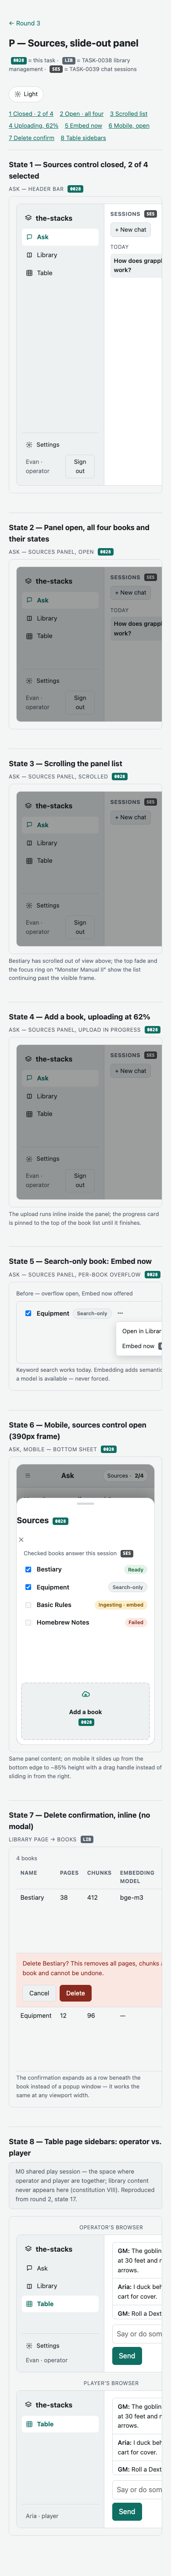 ← Round 3
P — Sources, slide-out panel
0028 = this task · LIB = TASK-0038 library
management · SES = TASK-0039 chat sessions
Light
1 Closed · 2 of 4 2 Open · all four 3 Scrolled list
4 Uploading, 62% 5 Embed now 6 Mobile, open
7 Delete confirm 8 Table sidebars
State 1 — Sources control closed, 2 of 4
selected
ASK — HEADER BAR 0028
the-stacks
Ask
Library
Table
Settings
Evan ·
operator
Sign
out
SESSIONS SES
+ New chat
TODAY
How does grappl
work?
State 2 — Panel open, all four books and
their states
ASK — SOURCES PANEL, OPEN 0028
the-stacks
Ask
Library
Table
Settings
Evan ·
operator
Sign
out
SESSIONS SES
+ New chat
TODAY
How does grappl
work?
State 3 — Scrolling the panel list
ASK — SOURCES PANEL, SCROLLED 0028
the-stacks
Ask
Library
Table
Settings
Evan ·
operator
Sign
out
SESSIONS SES
+ New chat
Bestiary has scrolled out of view above; the top fade and
the focus ring on "Monster Manual II" show the list
continuing past the visible frame.
State 4 — Add a book, uploading at 62%
ASK — SOURCES PANEL, UPLOAD IN PROGRESS 0028
the-stacks
Ask
Library
Table
Settings
Evan ·
operator
Sign
out
SESSIONS SES
+ New chat
The upload runs inline inside the panel; the progress card
is pinned to the top of the book list until it finishes.
State 5 — Search-only book: Embed now
ASK — SOURCES PANEL, PER-BOOK OVERFLOW 0028
Before — overflow open, Embed now offered
Equipment Search-only ···
Open in Librar
Embed now
Keyword search works today. Embedding adds semantic
a model is available — never forced.
State 6 — Mobile, sources control open
(390px frame)
ASK, MOBILE — BOTTOM SHEET 0028
Ask
Sources · 2/4
Sources 0028
×
Checked books answer this session SES
Bestiary Ready
Equipment Search-only
Basic Rules Ingesting · embo
Homebrew Notes Failed
Add a book
0028
Same panel content; on mobile it slides up from the
bottom edge to ~85% height with a drag handle instead of
sliding in from the right.
State 7 — Delete confirmation, inline (no
modal)
LIBRARY PAGE → BOOKS LIB
4 books
NAME PAGES CHUNKS EMBEDDING
MODEL
Bestiary 38 412 bge-m3
Delete Bestiary? This removes all pages, chunks a
book and cannot be undone.
Cancel Delete
Equipment 12 96 —
The confirmation expands as a row beneath the
book instead of a popup window — it works the
same at any viewport width.
State 8 — Table page sidebars: operator vs.
player
M0 shared play session — the space where
operator and player are together; library content
never appears here (constitution VIII). Reproduced
from round 2, state 17.
OPERATOR'S BROWSER
the-stacks
Ask
Library
Table
Settings
Evan · operator
GM: The goblin
at 30 feet and n
arrows.
Aria: I duck beh
cart for cover.
GM: Roll a Dext
Say or do som
Send
PLAYER'S BROWSER
the-stacks
Table
Aria · player
GM: The goblin
at 30 feet and n
arrows.
Aria: I duck beh
cart for cover.
GM: Roll a Dext
Say or do som
Send